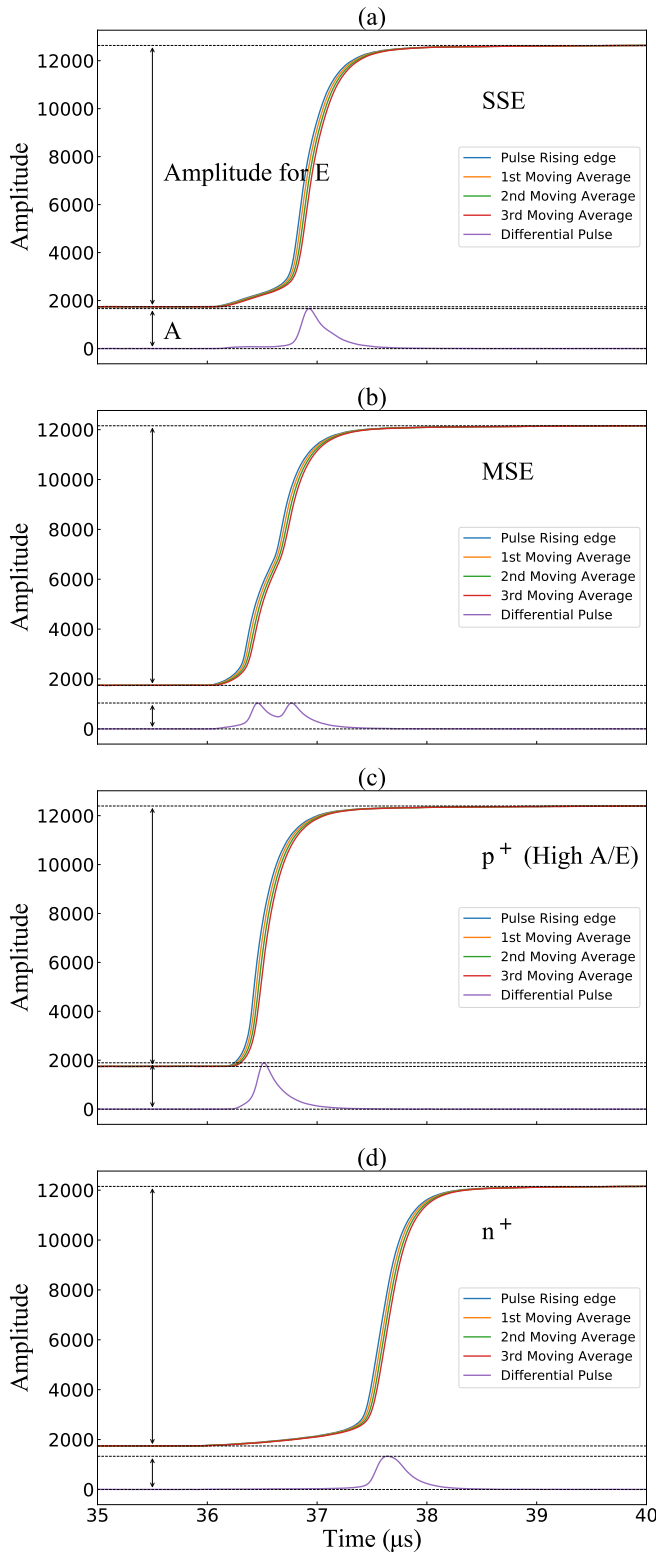 (a)
12000
10000
8000
6000
4000
2000
0
Amplitude
SSE
Amplitude for E
A
Pulse Rising edge
1st Moving Average
2nd Moving Average
3rd Moving Average
Differential Pulse
(b)
12000
10000
8000
6000
4000
2000
0
Amplitude
MSE
Pulse Rising edge
1st Moving Average
2nd Moving Average
3rd Moving Average
Differential Pulse
(c)
12000
10000
8000
6000
4000
2000
0
Amplitude
p⁺ (High A/E)
Pulse Rising edge
1st Moving Average
2nd Moving Average
3rd Moving Average
Differential Pulse
(d)
12000
10000
8000
6000
4000
2000
0
Amplitude
n⁺
Pulse Rising edge
1st Moving Average
2nd Moving Average
3rd Moving Average
Differential Pulse
35 36 37 38 39 40
Time (μs)